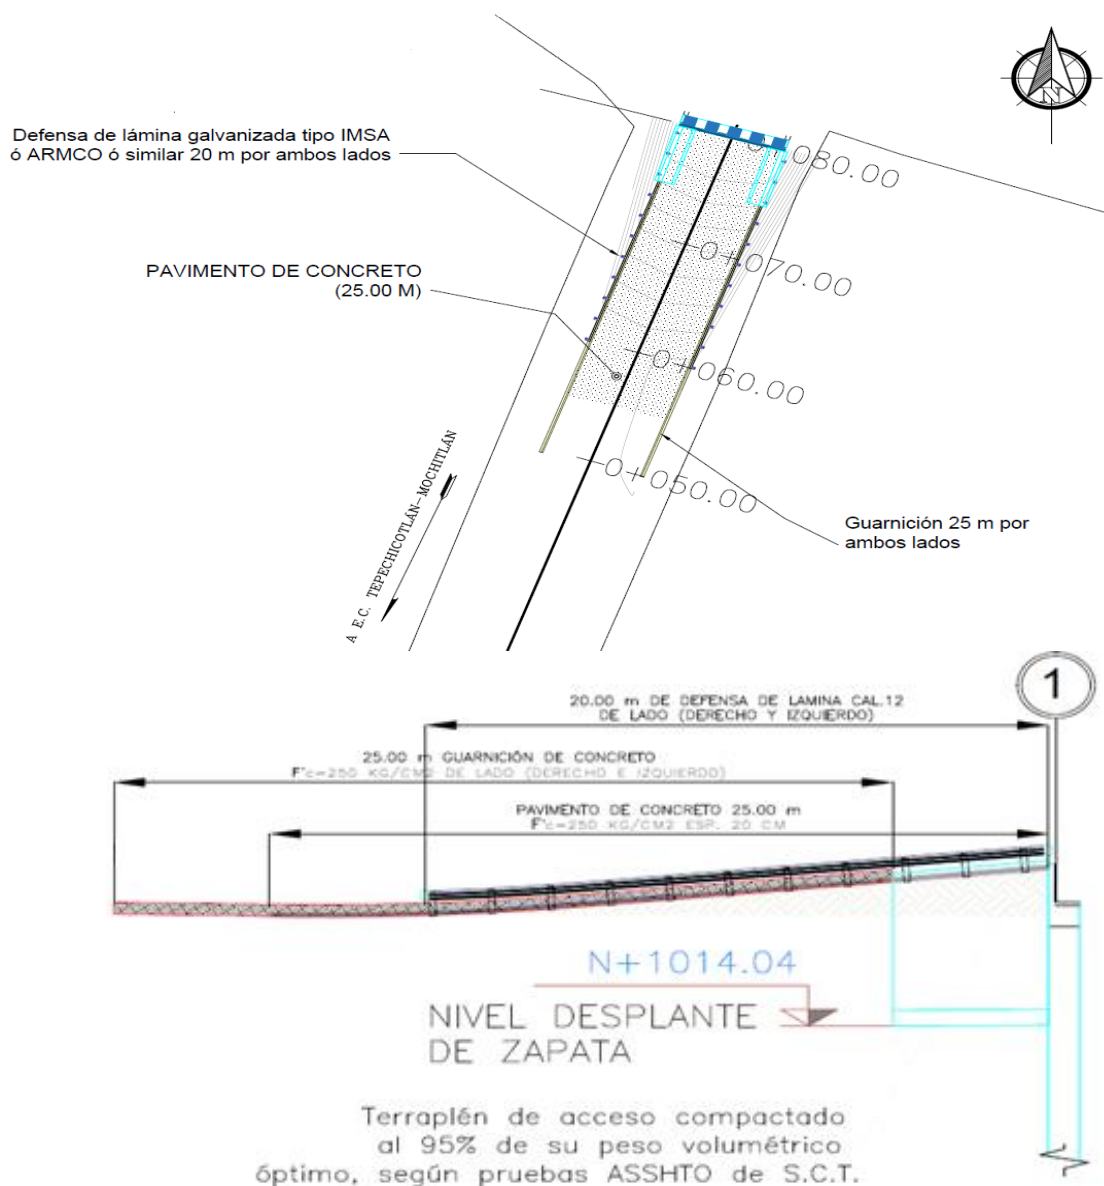 N
Defensa de lámina galvanizada tipo IMSA
ó ARMCO ó similar 20 m por ambos lados
0+080.00
PAVIMENTO DE CONCRETO
(25.00 M)
0+070.00
0+060.00
0+050.00
A E.C. TEPECHICOTLÁN-MOCHITLÁN
Guarnición 25 m por
ambos lados
1
20.00 m DE DEFENSA DE LAMINA CAL.12
DE LADO (DERECHO Y IZQUIERDO)
25.00 m GUARNICIÓN DE CONCRETO
F'c=250 KG/CM2 DE LADO (DERECHO E IZQUIERDO)
PAVIMENTO DE CONCRETO 25.00 m
F'c=250 KG/CM2 ESP. 20 CM
N+1014.04
NIVEL DESPLANTE
DE ZAPATA
Terraplén de acceso compactado
al 95% de su peso volumétrico
óptimo, según pruebas ASSHTO de S.C.T.